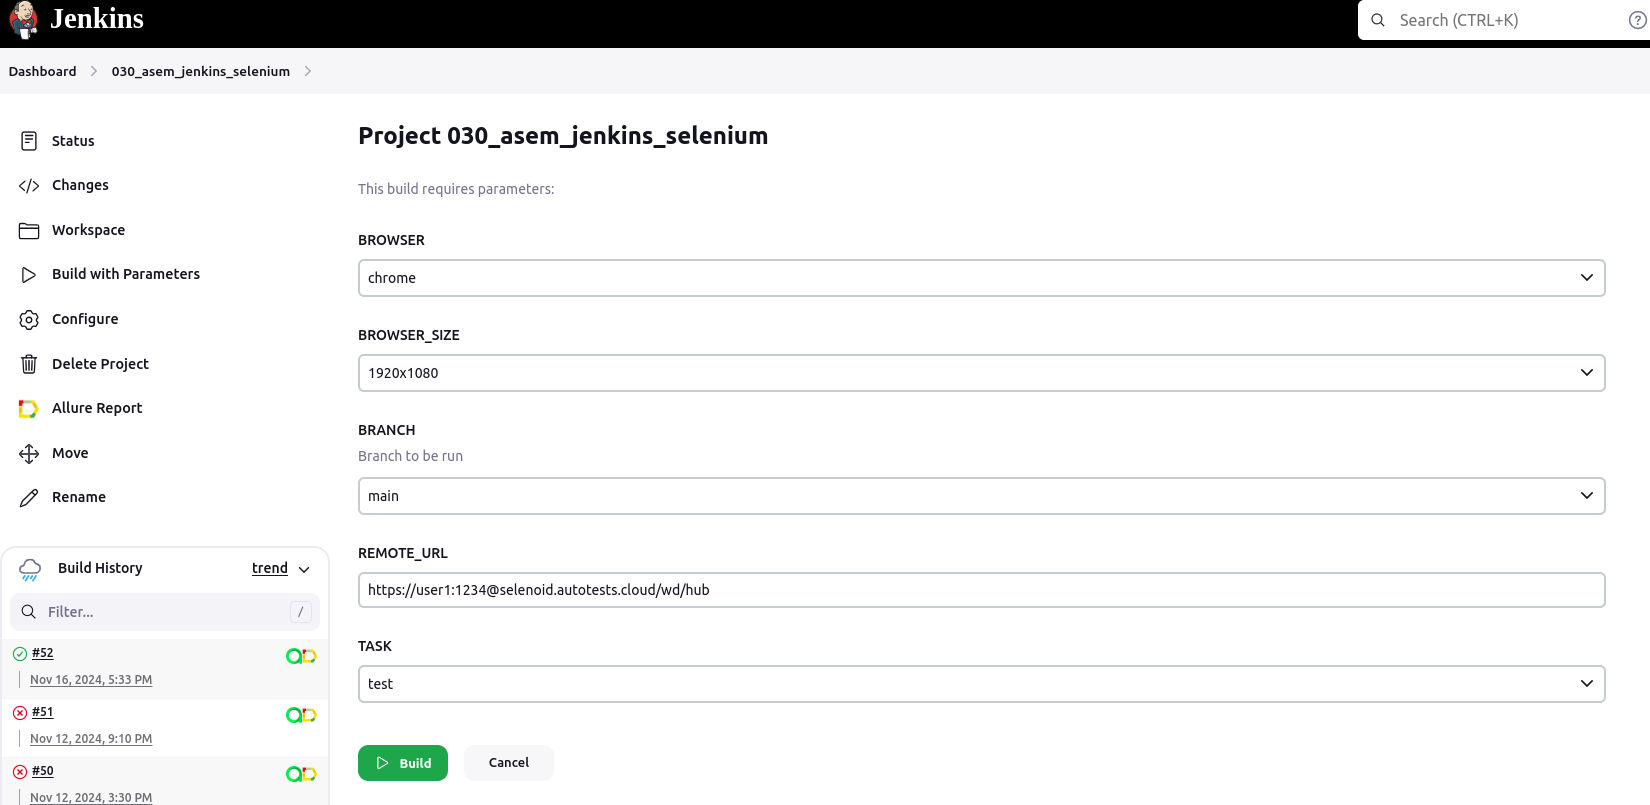 Jenkins
Search (CTRL+K)
Dashboard
030_asem_jenkins_selenium
Status
Changes
Workspace
Build with Parameters
Configure
Delete Project
Allure Report
Move
Rename
Build History
trend
Filter...
/
#52
Nov 16, 2024, 5:33 PM
#51
Nov 12, 2024, 9:10 PM
#50
Nov 12, 2024, 3:30 PM
Project 030_asem_jenkins_selenium
This build requires parameters:
BROWSER
chrome
BROWSER_SIZE
1920x1080
BRANCH
Branch to be run
main
REMOTE_URL
https://user1:1234@selenoid.autotests.cloud/wd/hub
TASK
test
Build
Cancel